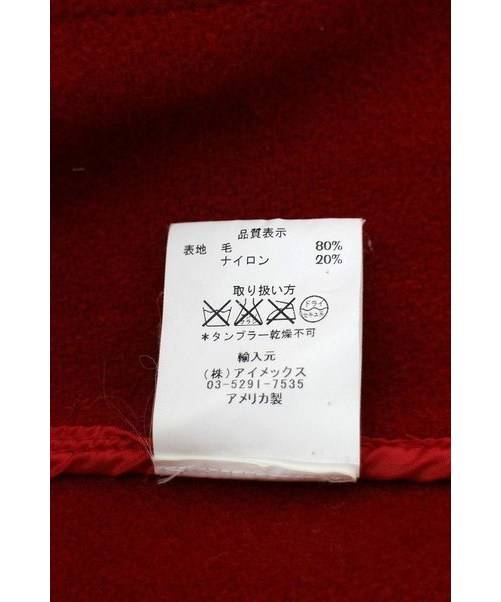 品質表示
表地 毛 80%
ナイロン 20%
取り扱い方
ドライ
*タンブラー乾燥不可
輸入元
(株)アイメックス
03-5291-7535
アメリカ製